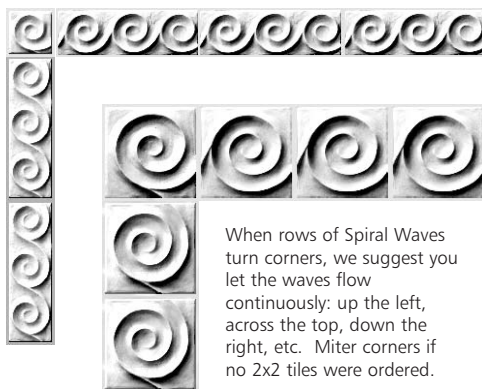 When rows of Spiral Waves
turn corners, we suggest you
let the waves flow
continuously: up the left,
across the top, down the
right, etc.  Miter corners if
no 2x2 tiles were ordered.